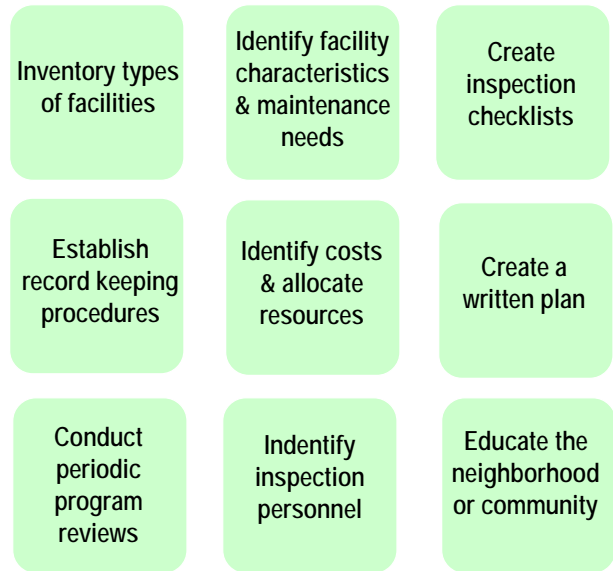 Inventory types
of facilities
Identify facility
characteristics
& maintenance
needs
Create
inspection
checklists
Establish
record keeping
procedures
Identify costs
& allocate
resources
Create a
written plan
Conduct
periodic
program
reviews
Indentify
inspection
personnel
Educate the
neighborhood
or community